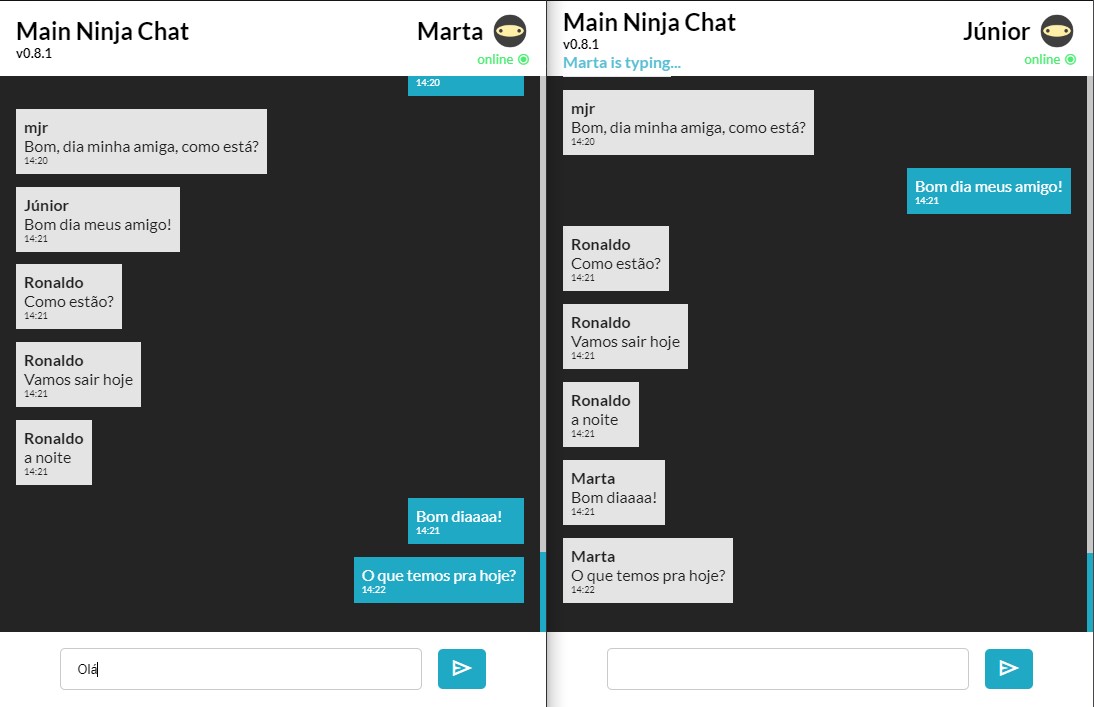 Main Ninja Chat
v0.8.1
Marta
online
14:20
mjr
Bom, dia minha amiga, como está?
14:20
Júnior
Bom dia meus amigo!
14:21
Ronaldo
Como estão?
14:21
Ronaldo
Vamos sair hoje
14:21
Ronaldo
a noite
14:21
Bom diaaaa!
14:21
O que temos pra hoje?
14:22
Olá
Main Ninja Chat
v0.8.1
Marta is typing...
Júnior
online
mjr
Bom, dia minha amiga, como está?
14:20
Bom dia meus amigo!
14:21
Ronaldo
Como estão?
14:21
Ronaldo
Vamos sair hoje
14:21
Ronaldo
a noite
14:21
Marta
Bom diaaaa!
14:21
Marta
O que temos pra hoje?
14:22